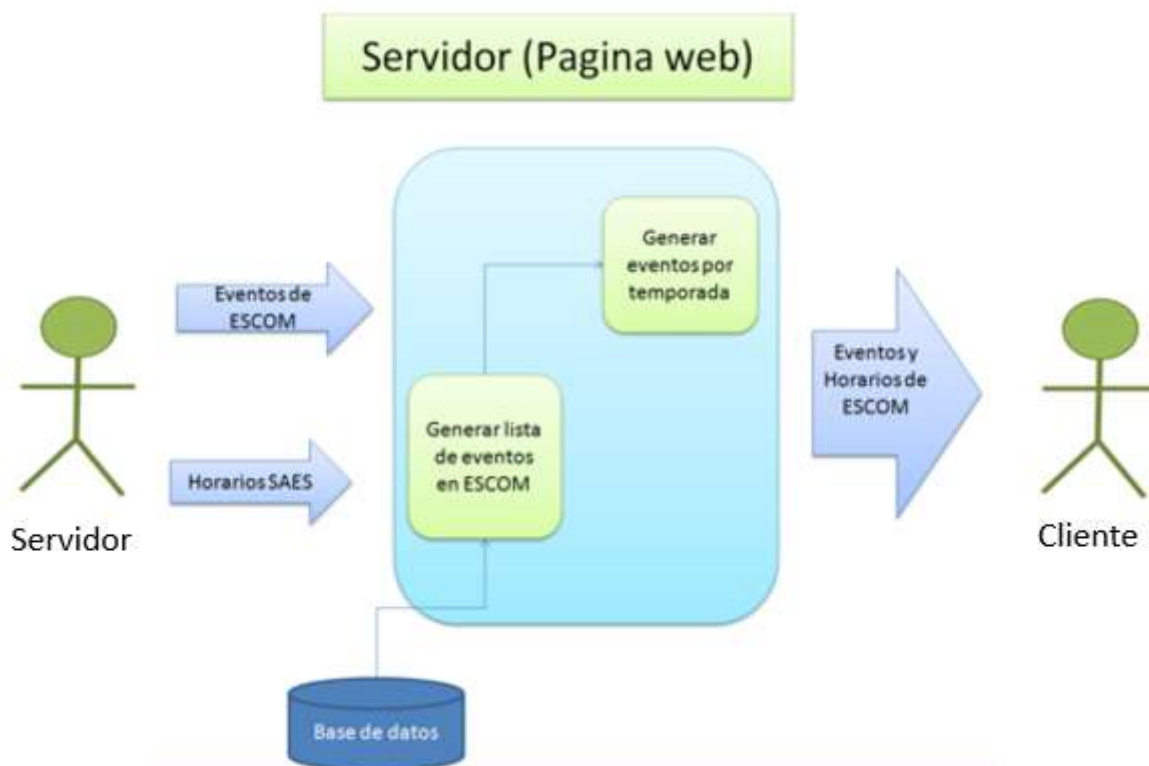 Servidor (Pagina web)
Generar
eventos por
temporada
Eventos de
ESCOM
Eventos y
Horarios de
ESCOM
Generar lista
de eventos
en ESCOM
Horarios SAES
Servidor
Cliente
Base de datos